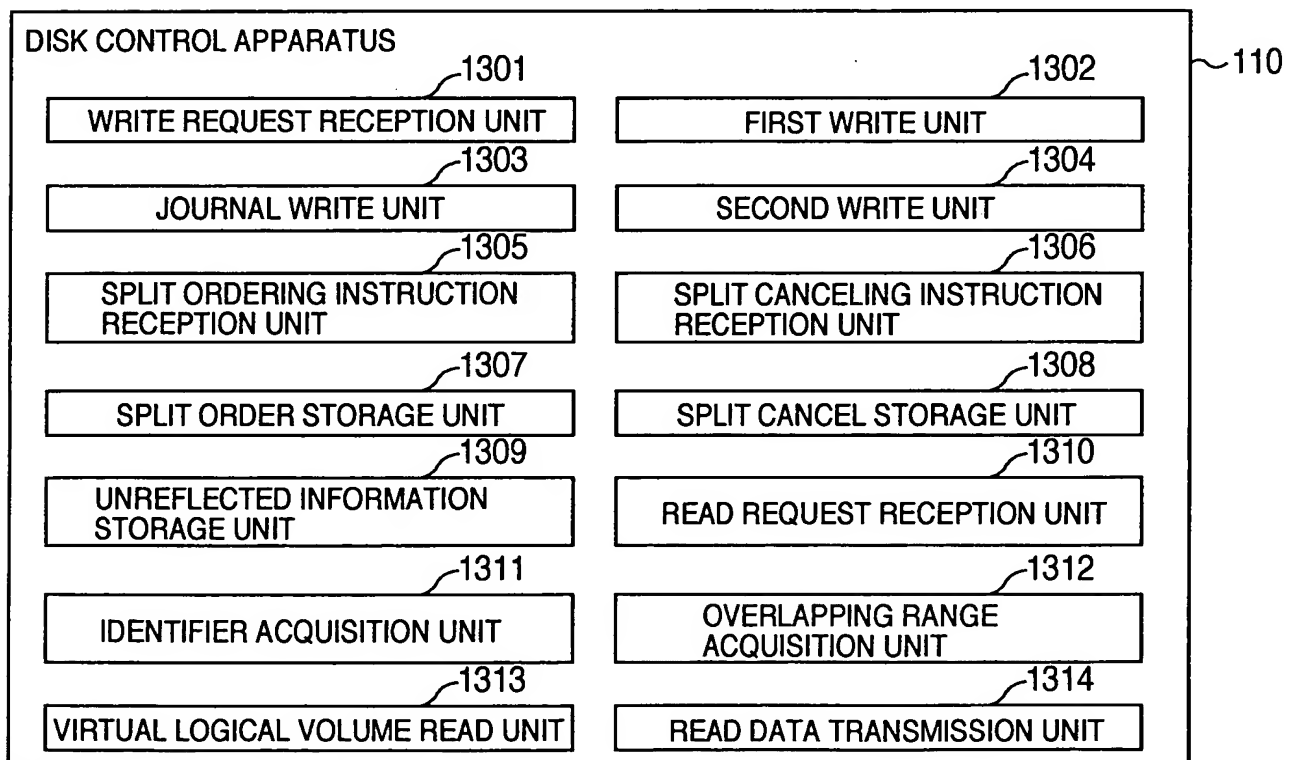 DISK CONTROL APPARATUS
110
1301
1302
WRITE REQUEST RECEPTION UNIT
FIRST WRITE UNIT
1303
1304
JOURNAL WRITE UNIT
SECOND WRITE UNIT
1305
1306
SPLIT ORDERING INSTRUCTION
RECEPTION UNIT
SPLIT CANCELING INSTRUCTION
RECEPTION UNIT
1307
1308
SPLIT ORDER STORAGE UNIT
SPLIT CANCEL STORAGE UNIT
1309
1310
UNREFLECTED INFORMATION
STORAGE UNIT
READ REQUEST RECEPTION UNIT
1311
1312
IDENTIFIER ACQUISITION UNIT
OVERLAPPING RANGE
ACQUISITION UNIT
1313
1314
VIRTUAL LOGICAL VOLUME READ UNIT
READ DATA TRANSMISSION UNIT